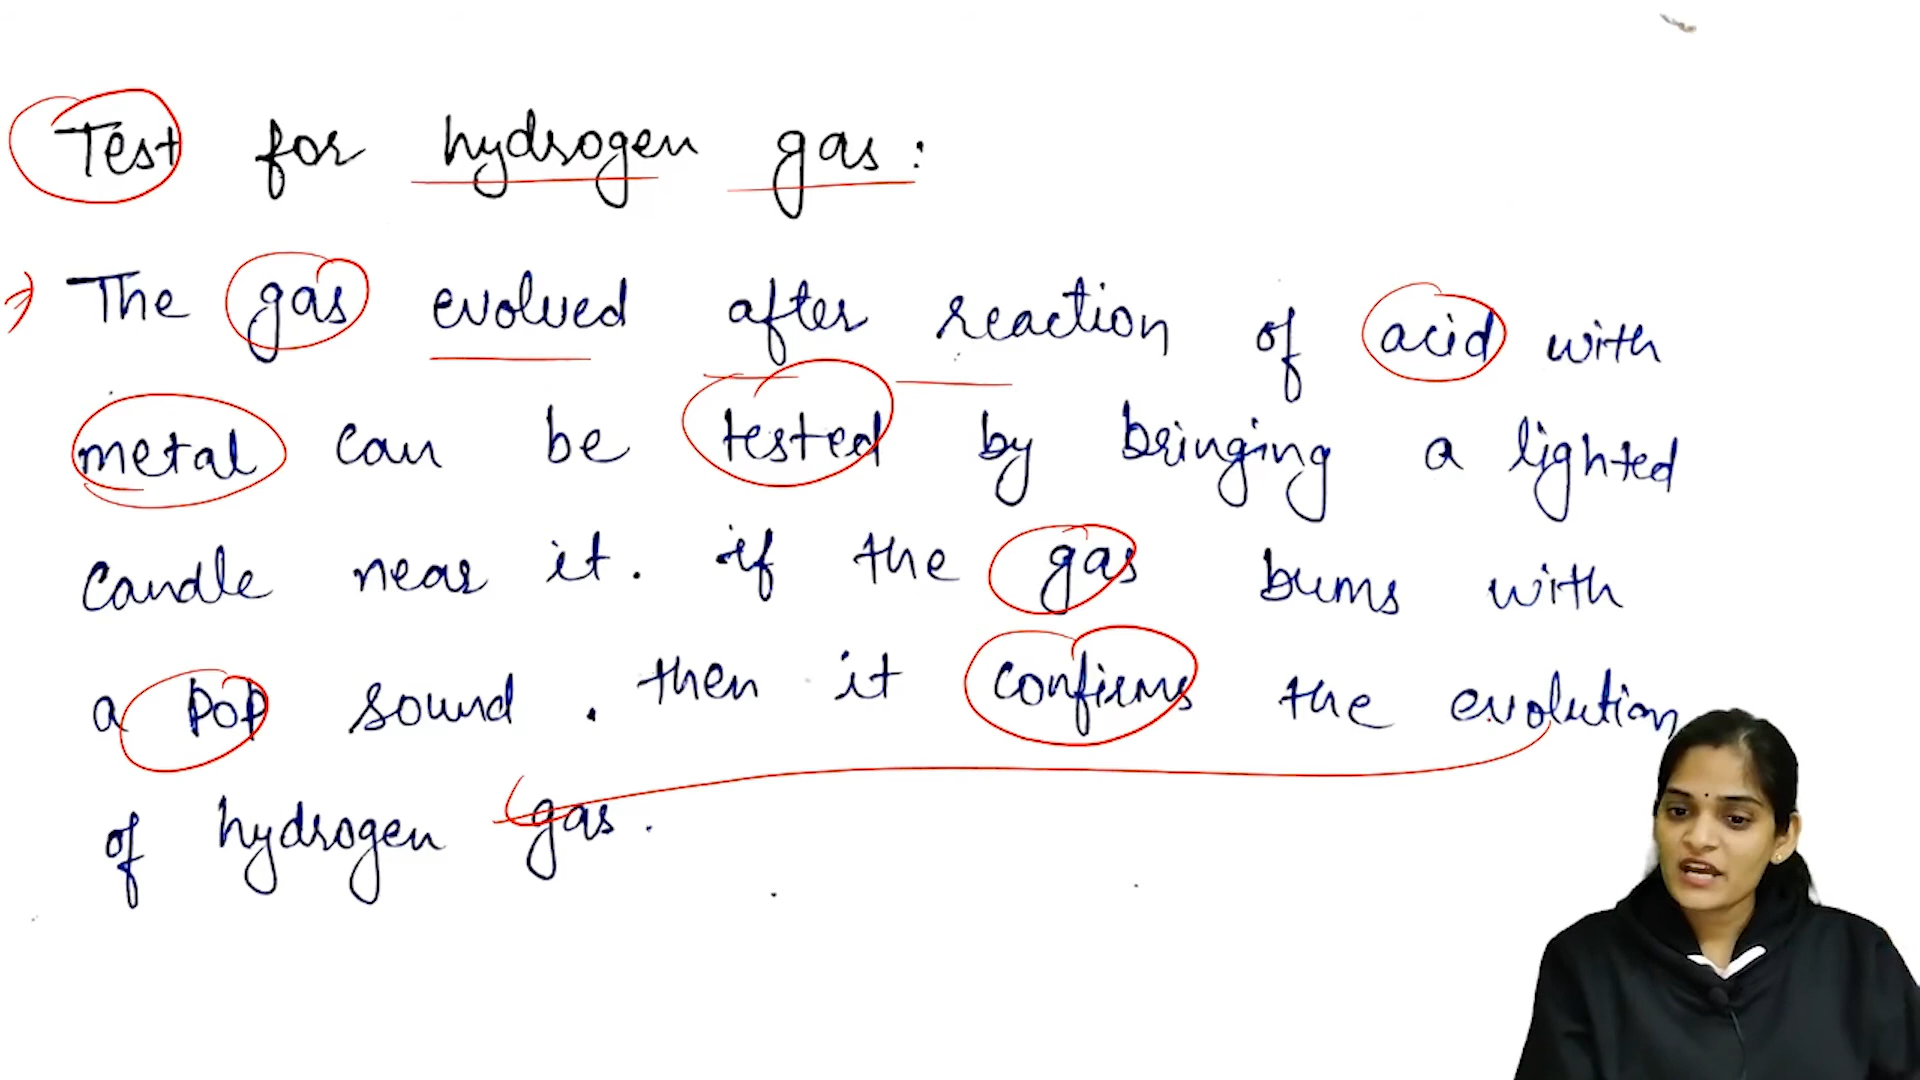 Test for hydrogen gas:
The gas evolved after reaction of acid with
metal can be tested by bringing a lighted
candle near it. if the gas burns with
a pop sound. then it confirms the evolution
of hydrogen gas.